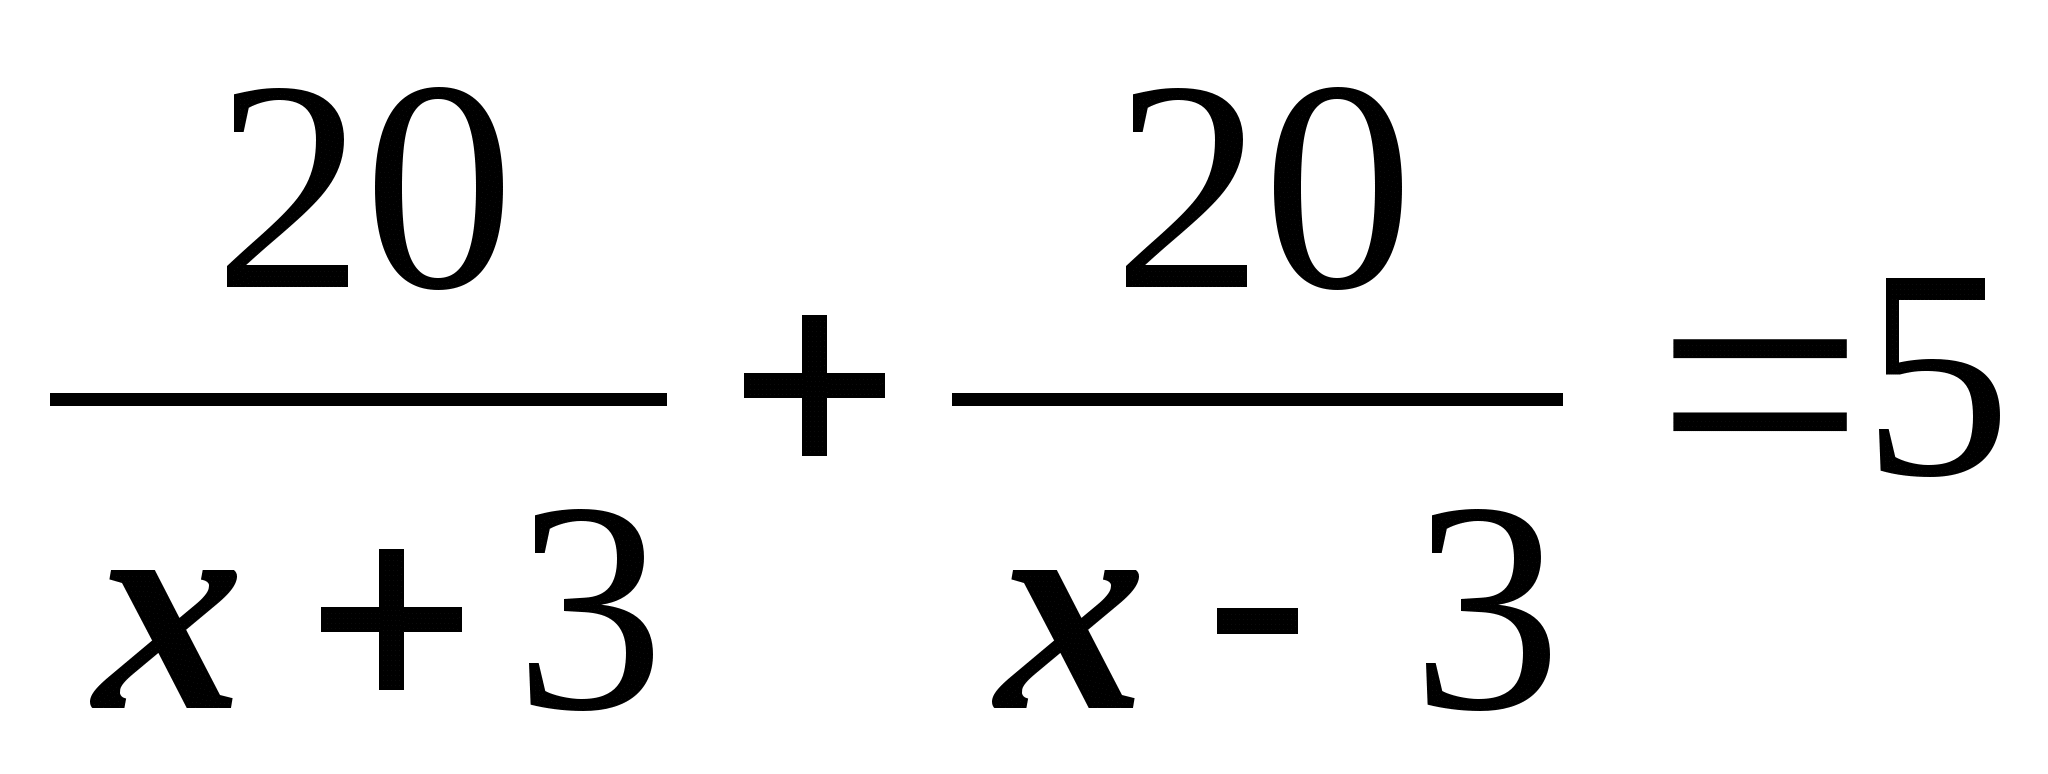 20/(x + 3) + 20/(x - 3) =5